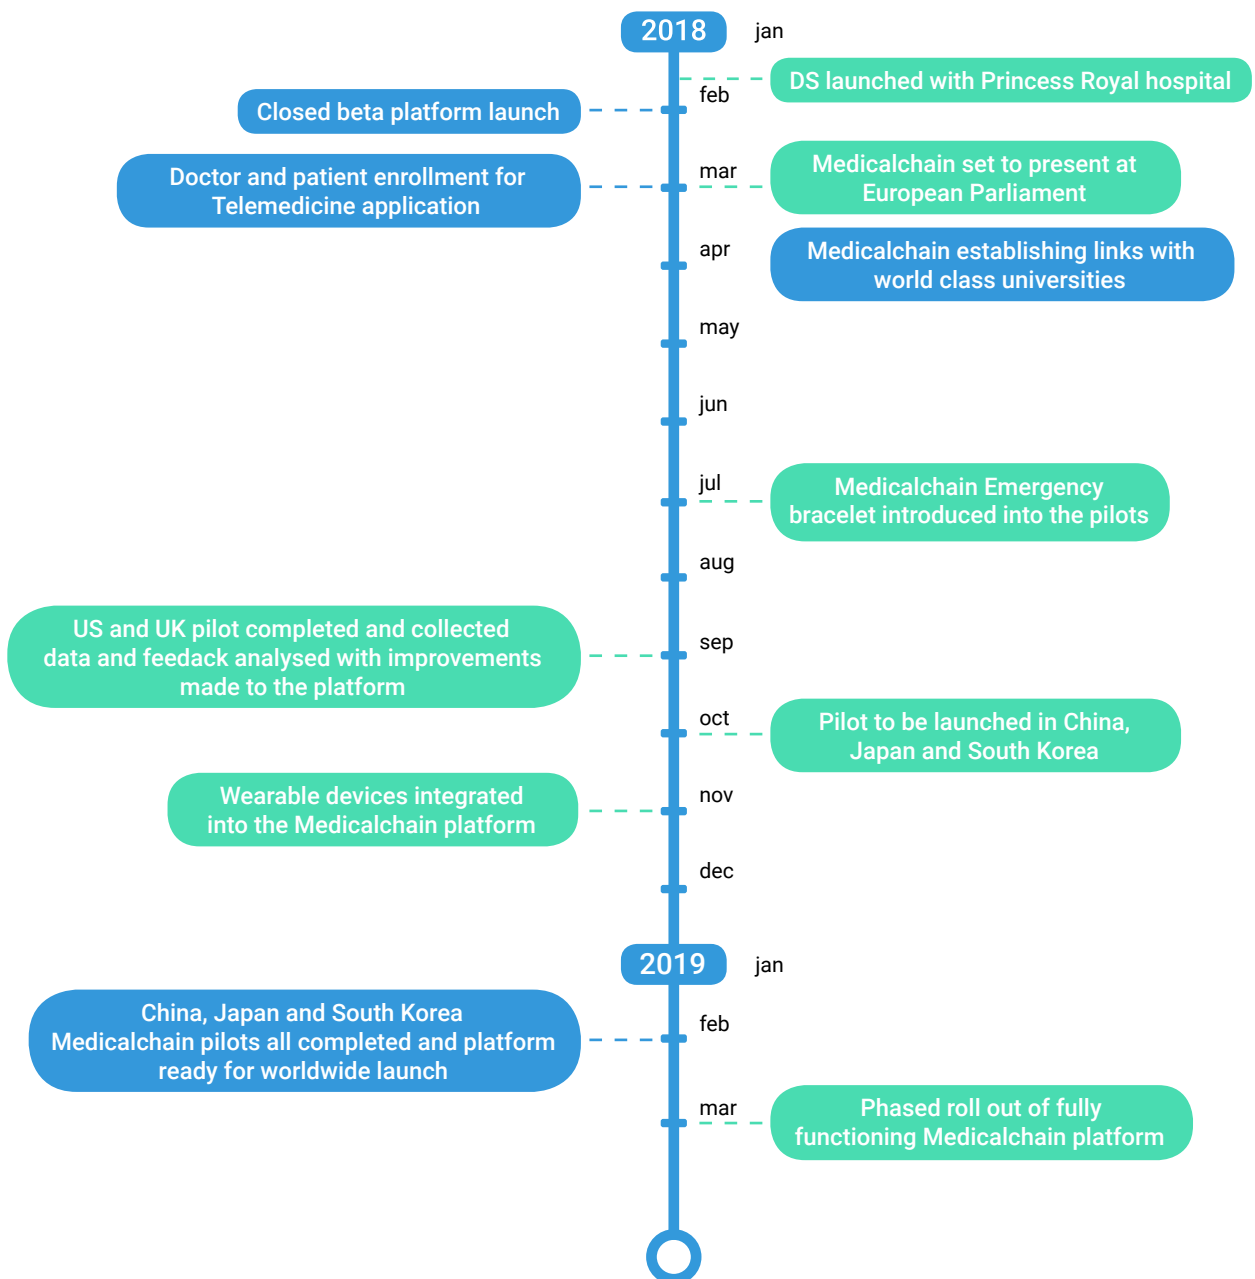 2018
jan
DS launched with Princess Royal hospital
feb
Closed beta platform launch
mar
Doctor and patient enrollment for
Telemedicine application
Medicalchain set to present at
European Parliament
apr
Medicalchain establishing links with
world class universities
may
jun
jul
Medicalchain Emergency
bracelet introduced into the pilots
aug
sep
US and UK pilot completed and collected
data and feedack analysed with improvements
made to the platform
oct
Pilot to be launched in China,
Japan and South Korea
nov
Wearable devices integrated
into the Medicalchain platform
dec
2019
jan
feb
China, Japan and South Korea
Medicalchain pilots all completed and platform
ready for worldwide launch
mar
Phased roll out of fully
functioning Medicalchain platform